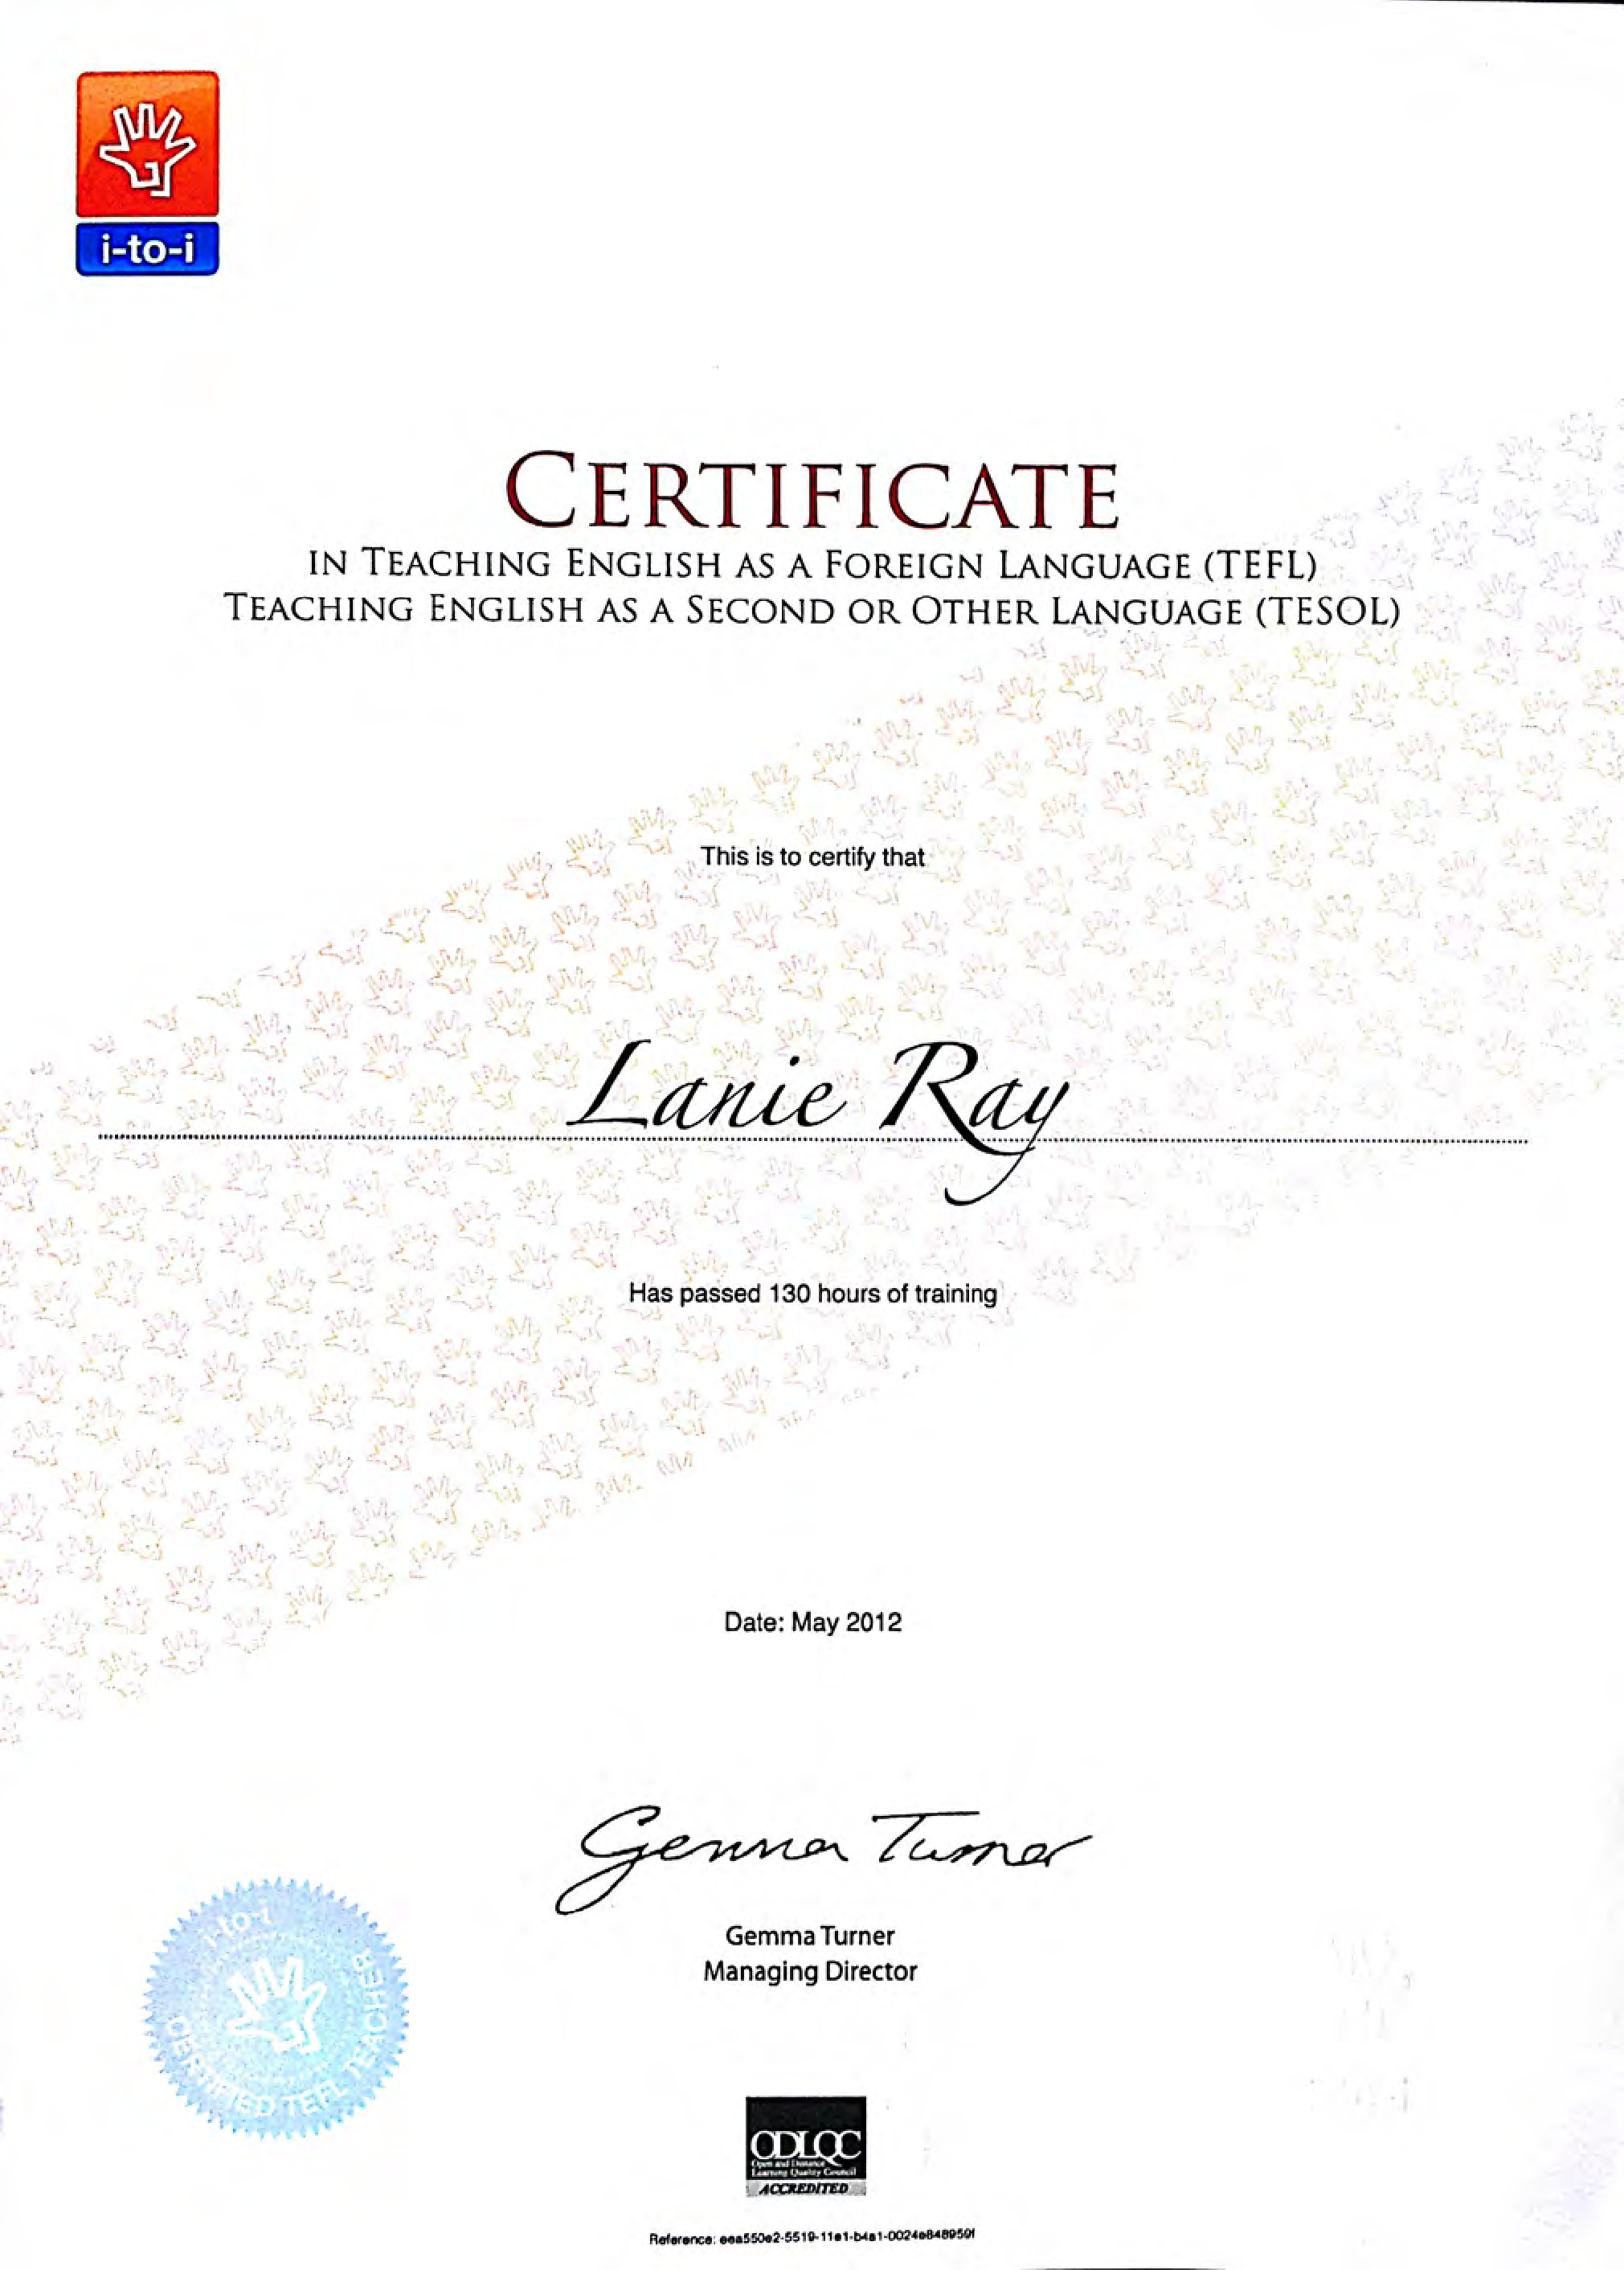 i-to-i
CERTIFICATE
IN TEACHING ENGLISH AS A FOREIGN LANGUAGE (TEFL)
TEACHING ENGLISH AS A SECOND OR OTHER LANGUAGE (TESOL)
This is to certify that
Lanie Ray
Has passed 130 hours of training
Date: May 2012
Gemma Turner
Gemma Turner
Managing Director
i-to-i
CERTIFIED TEFL TEACHER
ODLQC
Open and Distance
Learning Quality Council
ACCREDITED
Reference: eea550e2-5519-11e1-b4a1-0024e848959f